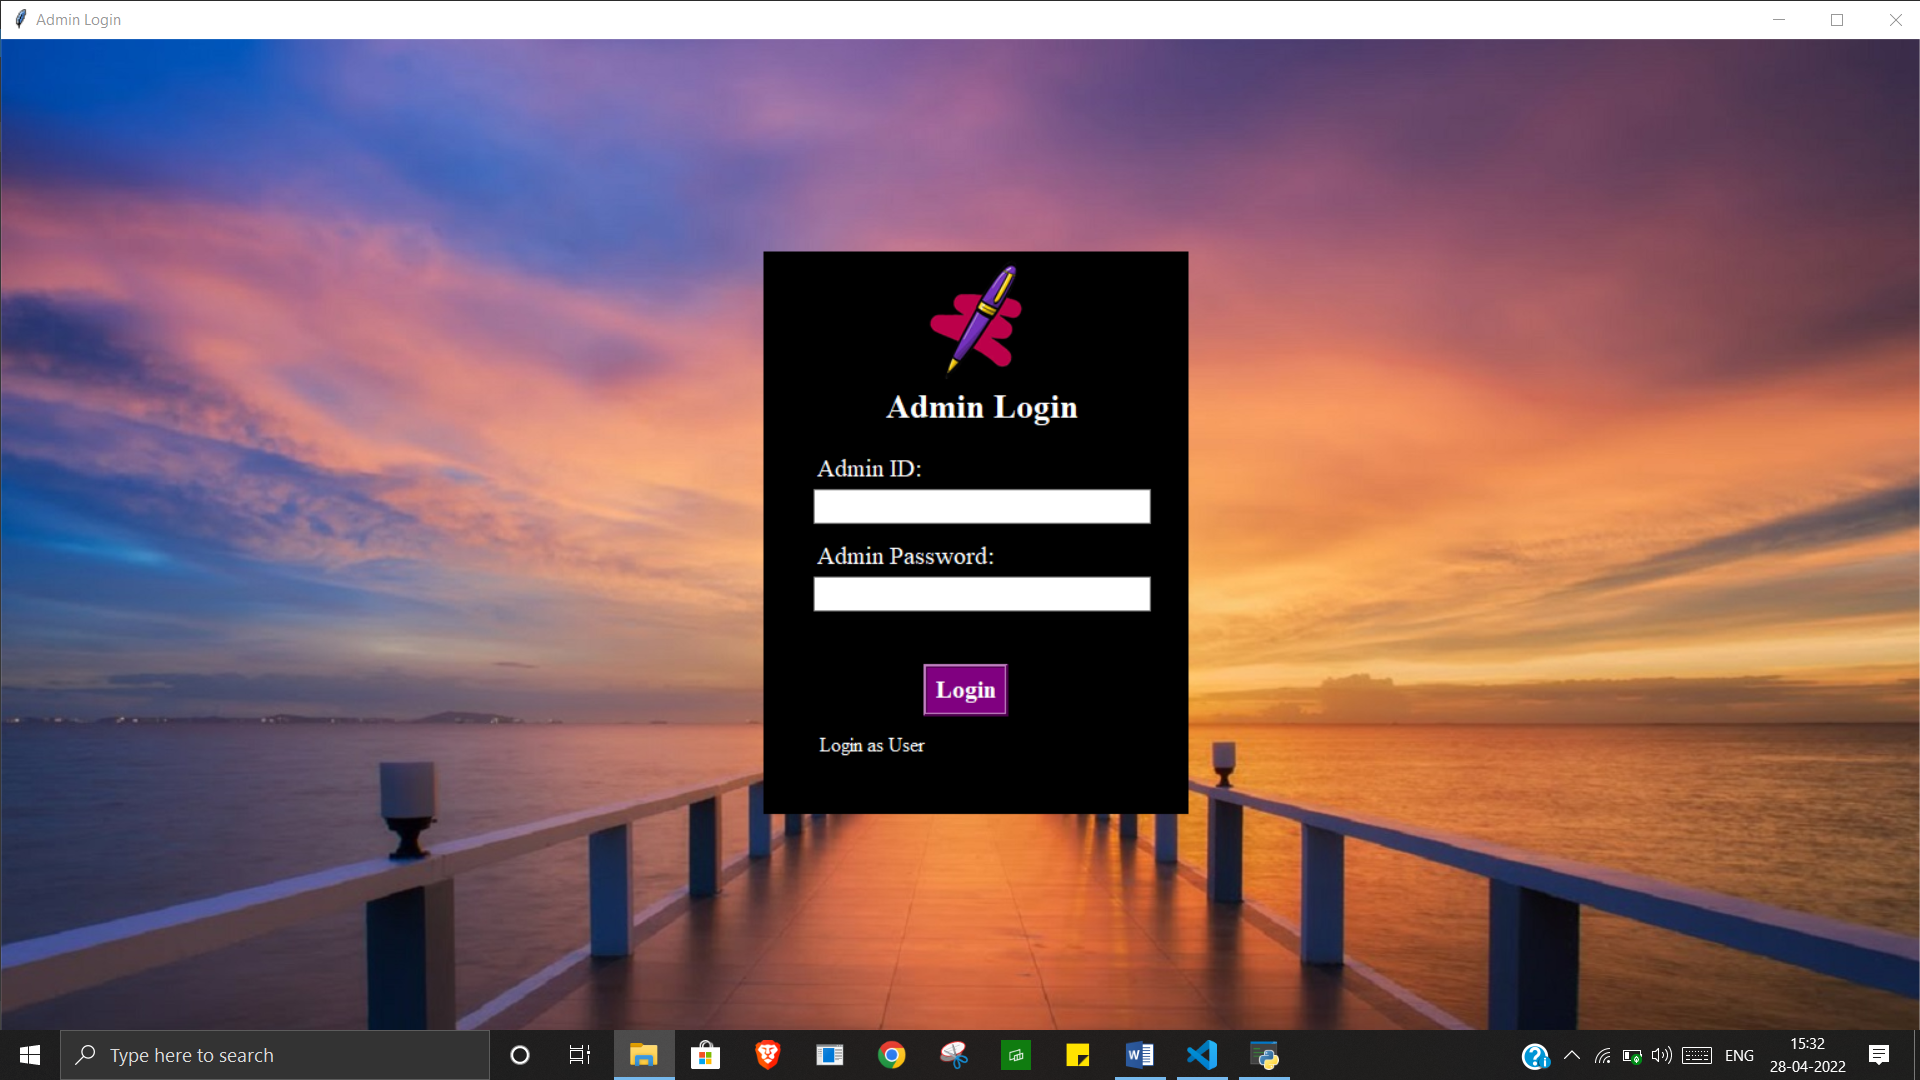 Admin Login
Admin Login
Admin ID:
Admin Password:
Login
Login as User
Type here to search
ENG
15:32
28-04-2022